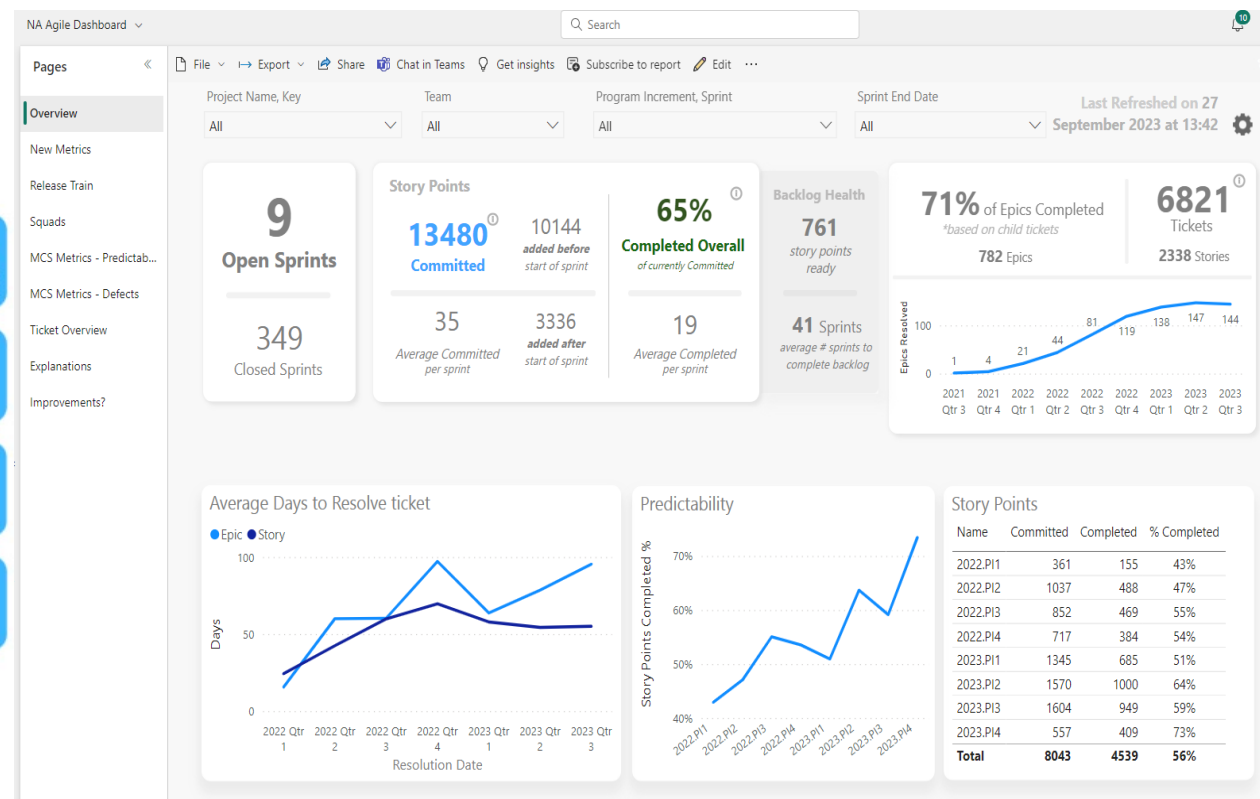 NA Agile Dashboard
Search
10
Pages
File
Export
Share
Chat in Teams
Get insights
Subscribe to report
Edit
Overview
New Metrics
Release Train
Squads
MCS Metrics - Predictab...
MCS Metrics - Defects
Ticket Overview
Explanations
Improvements?
Project Name, Key
All
Team
All
Program Increment, Sprint
All
Sprint End Date
All
Last Refreshed on 27
September 2023 at 13:42
9
Open Sprints
349
Closed Sprints
Story Points
13480
Committed
10144
added before
start of sprint
35
Average Committed
per sprint
3336
added after
start of sprint
65%
Completed Overall
of currently Committed
19
Average Completed
per sprint
Backlog Health
761
story points
ready
41 Sprints
average # sprints to
complete backlog
71% of Epics Completed
*based on child tickets
782 Epics
6821
Tickets
2338 Stories
Epics Resolved
100
0
1 4 21 44 81 119 138 147 144
2021 2021 2022 2022 2022 2022 2023 2023 2023
Qtr 3 Qtr 4 Qtr 1 Qtr 2 Qtr 3 Qtr 4 Qtr 1 Qtr 2 Qtr 3
Average Days to Resolve ticket
Epic Story
Days
100
50
0
2022 Qtr 2022 Qtr 2022 Qtr 2022 Qtr 2023 Qtr 2023 Qtr 2023 Qtr
1 2 3 4 1 2 3
Resolution Date
Predictability
Story Points Completed %
70%
60%
50%
40%
2022.PI1 2022.PI2 2022.PI3 2022.PI4 2023.PI1 2023.PI2 2023.PI3 2023.PI4
Story Points
Name Committed Completed % Completed
2022.PI1 361 155 43%
2022.PI2 1037 488 47%
2022.PI3 852 469 55%
2022.PI4 717 384 54%
2023.PI1 1345 685 51%
2023.PI2 1570 1000 64%
2023.PI3 1604 949 59%
2023.PI4 557 409 73%
Total 8043 4539 56%